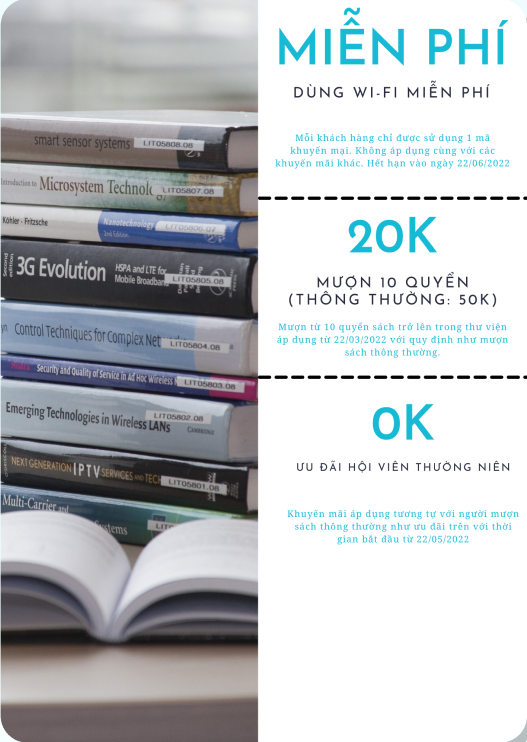 MIỄN PHÍ
DÙNG WI-FI MIỄN PHÍ
Mỗi khách hàng chỉ được sử dụng 1 mã
khuyến mại. Không áp dụng cùng với các
khuyến mãi khác. Hết hạn vào ngày 22/06/2022
20K
MƯỢN 10 QUYỂN
(THÔNG THƯỜNG: 50K)
Mượn từ 10 quyển sách trở lên trong thư viện
áp dụng từ 22/03/2022 với quy định như mượn
sách thông thường.
0K
ƯU ĐÃI HỘI VIÊN THƯỜNG NIÊN
Khuyến mãi áp dụng tương tự với người mượn
sách thông thường như ưu đãi trên với thời
gian bắt đầu từ 22/05/2022
smart sensor systems
LIT05808.08
Introduction to Microsystem Technolo
LIT05807.08
Köhler - Fritzsche
Nanotechnology
2nd Edition
LIT05806.07
Second edition
3G Evolution
HSPA and LTE for
Mobile Broadband
LIT05805.08
Control Techniques for Complex Net
LIT05804.08
Security and Quality of Service in Ad Hoc Wireless N
LIT05803.08
Emerging Technologies in Wireless LANs
LIT05802.08
CAMBRIDGE
NEXT GENERATION IPTV SERVICES AND TECH
LIT05801.08
Multi-Carrier and
Systems